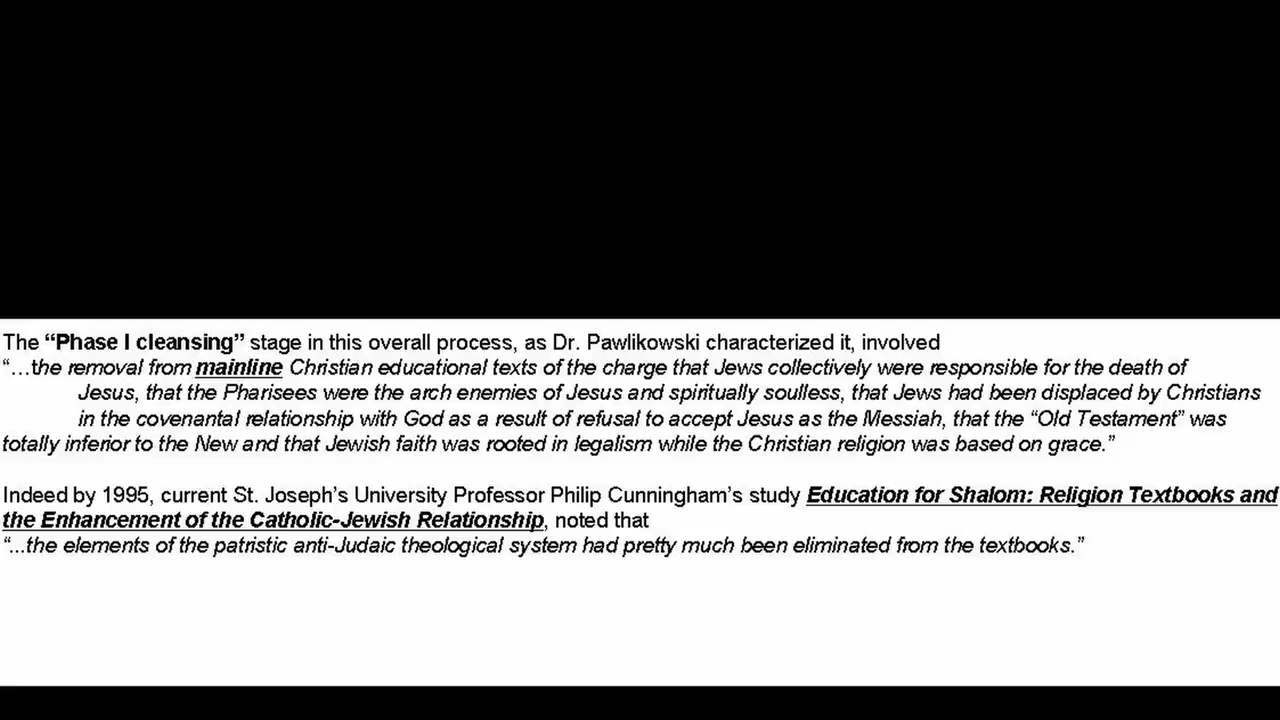 The “Phase I cleansing” stage in this overall process, as Dr. Pawlikowski characterized it, involved
“…the removal from mainline Christian educational texts of the charge that Jews collectively were responsible for the death of
Jesus, that the Pharisees were the arch enemies of Jesus and spiritually soulless, that Jews had been displaced by Christians
in the covenantal relationship with God as a result of refusal to accept Jesus as the Messiah, that the “Old Testament” was
totally inferior to the New and that Jewish faith was rooted in legalism while the Christian religion was based on grace.”
Indeed by 1995, current St. Joseph’s University Professor Philip Cunningham’s study Education for Shalom: Religion Textbooks and
the Enhancement of the Catholic-Jewish Relationship, noted that
“...the elements of the patristic anti-Judaic theological system had pretty much been eliminated from the textbooks.”